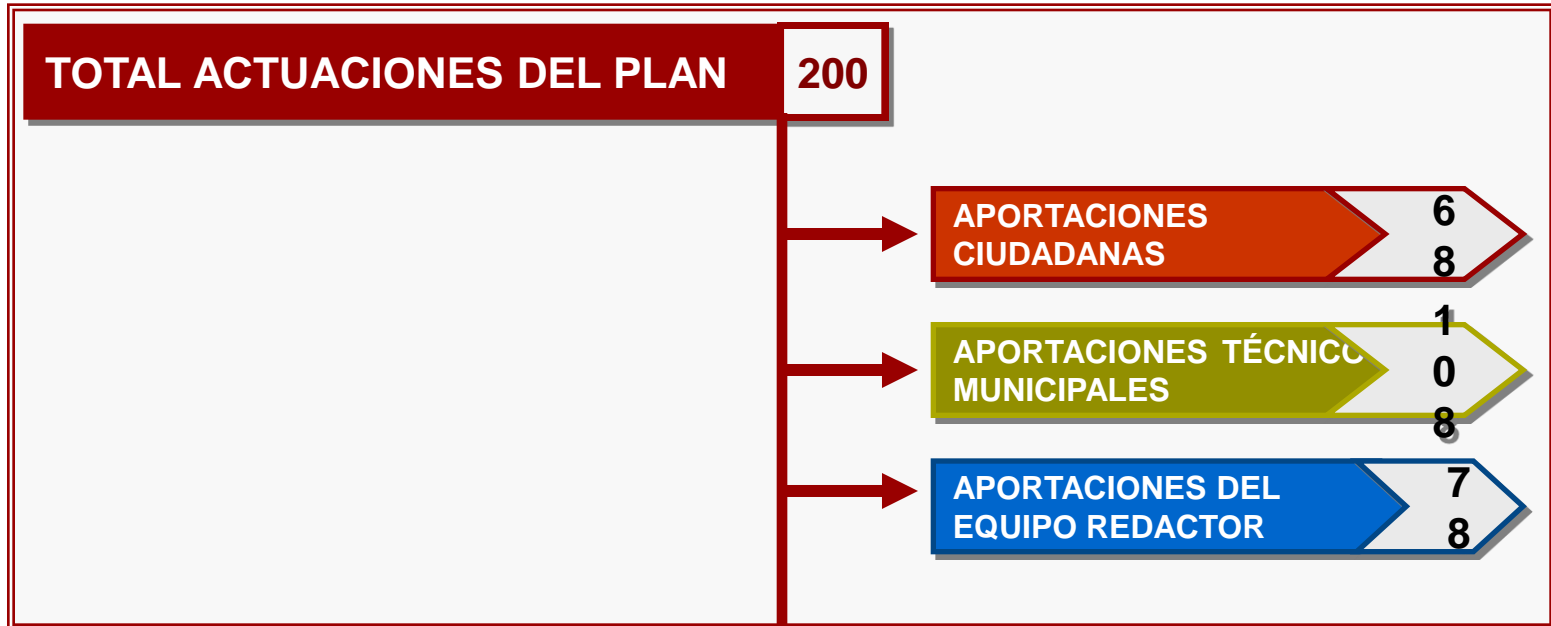 TOTAL ACTUACIONES DEL PLAN 200
APORTACIONES
CIUDADANAS
6
8
APORTACIONES TÉCNICO
MUNICIPALES
1
0
8
APORTACIONES DEL
EQUIPO REDACTOR
7
8